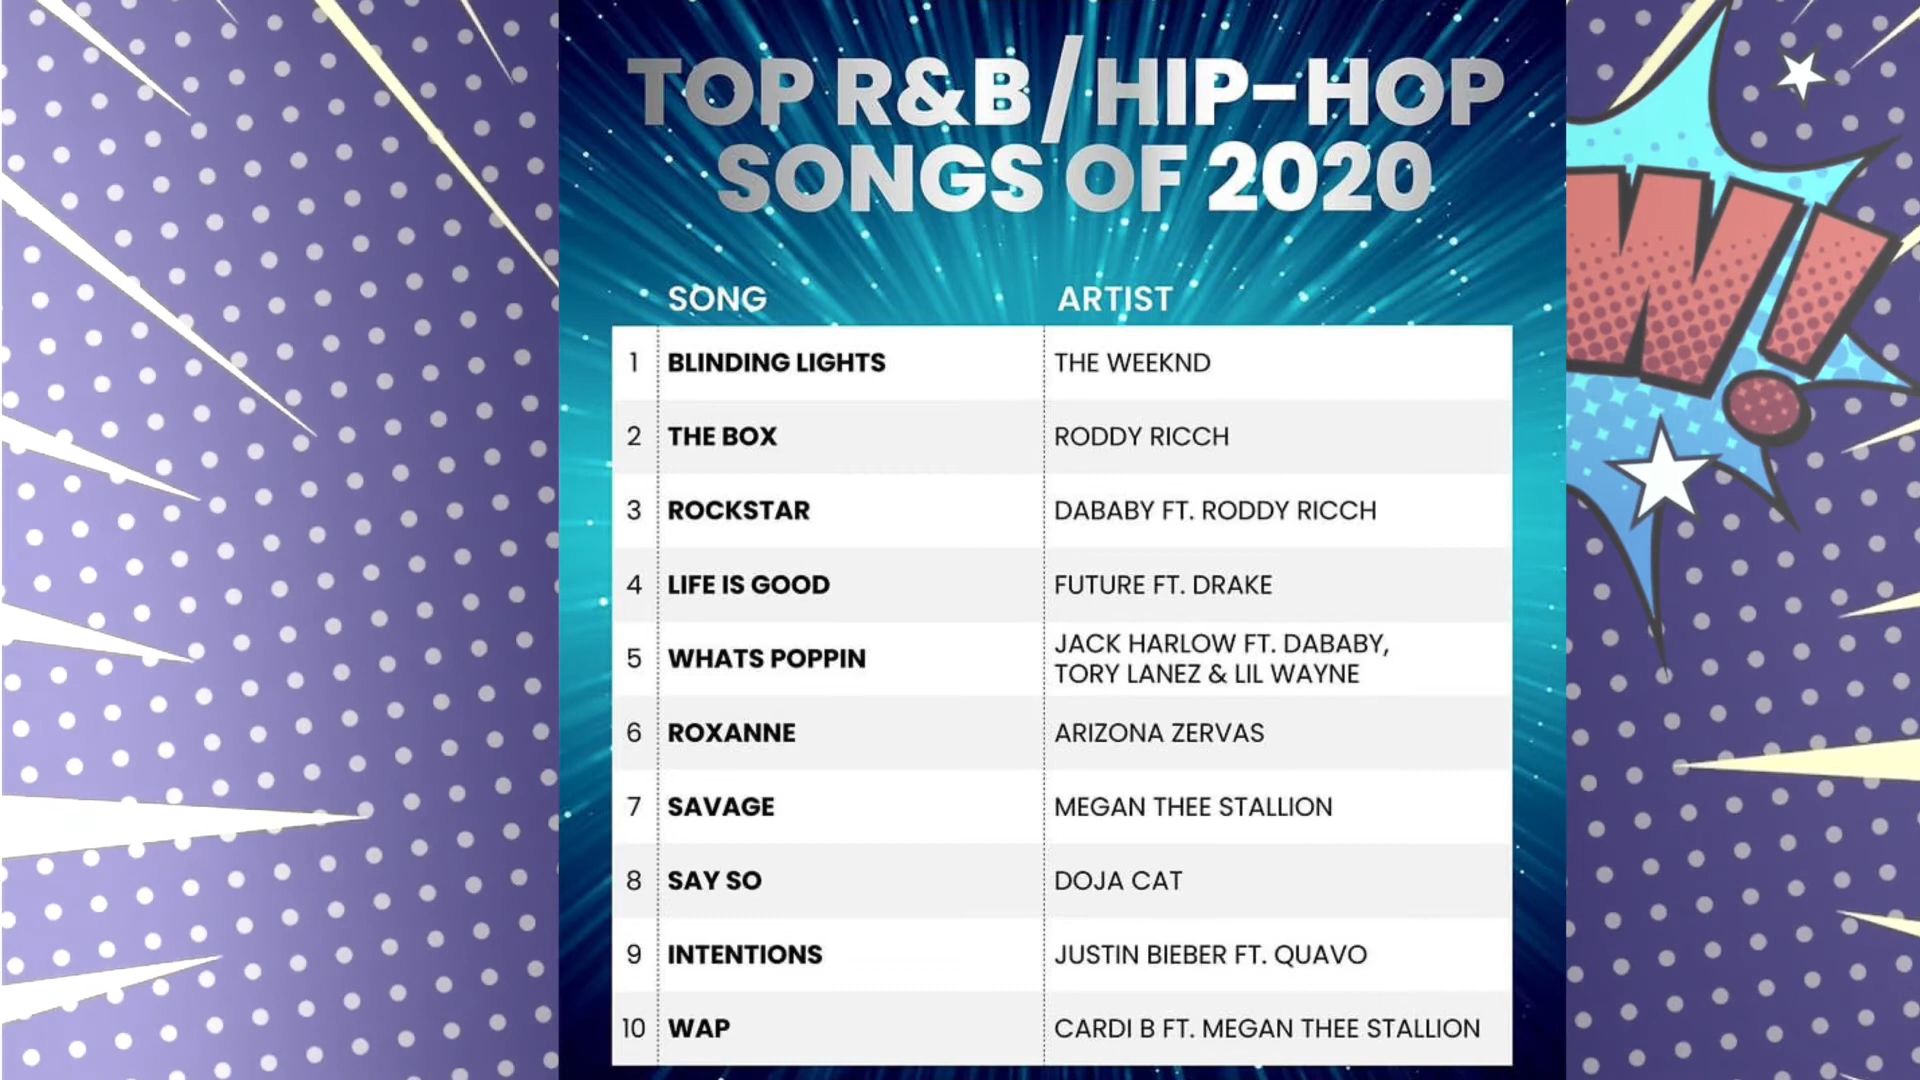 TOP R&B/HIP-HOP
SONGS OF 2020
SONG ARTIST
1 BLINDING LIGHTS THE WEEKND
2 THE BOX RODDY RICCH
3 ROCKSTAR DABABY FT. RODDY RICCH
4 LIFE IS GOOD FUTURE FT. DRAKE
5 WHATS POPPIN JACK HARLOW FT. DABABY,
TORY LANEZ & LIL WAYNE
6 ROXANNE ARIZONA ZERVAS
7 SAVAGE MEGAN THEE STALLION
8 SAY SO DOJA CAT
9 INTENTIONS JUSTIN BIEBER FT. QUAVO
10 WAP CARDI B FT. MEGAN THEE STALLION
W!